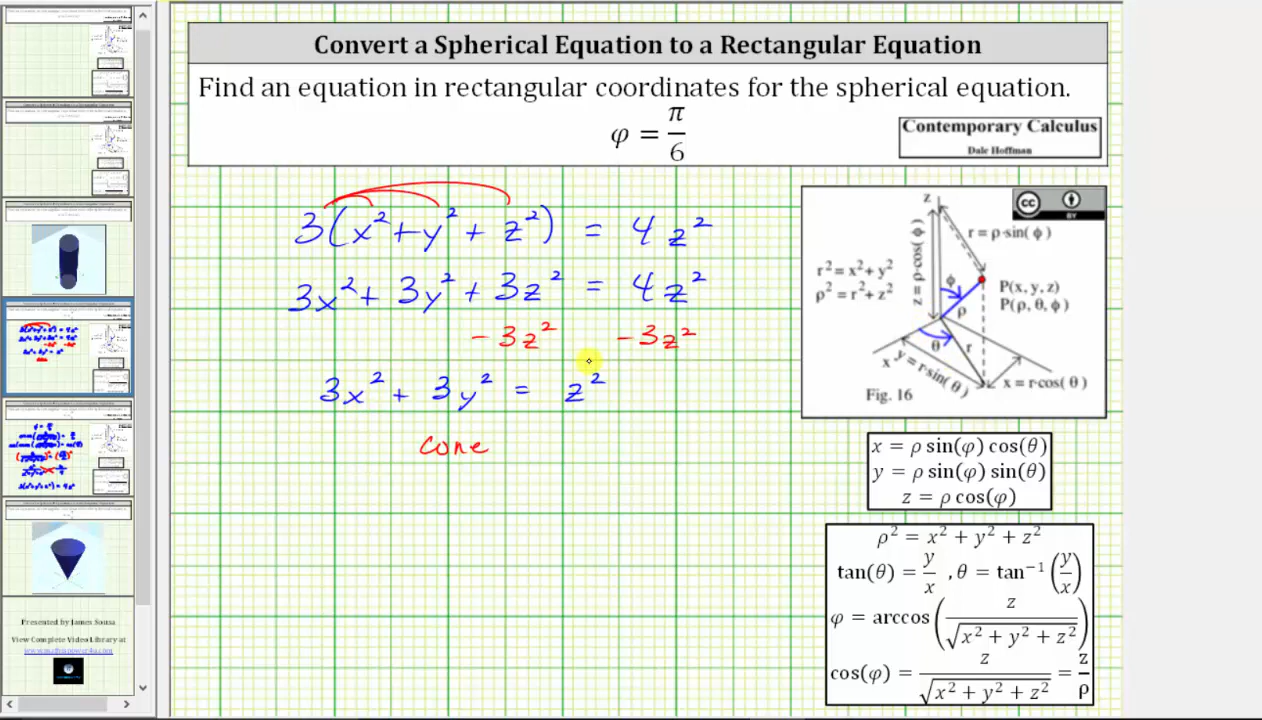 Convert a Spherical Equation to a Rectangular Equation
Find an equation in rectangular coordinates for the spherical equation.
φ = π/6
Contemporary Calculus
Dale Hoffman
3(x² + y² + z²) = 4z²
3x² + 3y² + 3z² = 4z²
-3z² -3z²
3x² + 3y² = z²
cone
cc
BY
z
r = ρ·sin(ϕ)
z = ρ·cos(ϕ)
r² = x² + y²
ρ² = r² + z²
ϕ
ρ
P(x, y, z)
P(ρ, θ, ϕ)
θ
r
x
y = r·sin(θ)
x = r·cos(θ)
Fig. 16
x = ρ sin(φ) cos(θ)
y = ρ sin(φ) sin(θ)
z = ρ cos(φ)
ρ² = x² + y² + z²
tan(θ) = y/x , θ = tan⁻¹(y/x)
φ = arccos(z/√(x² + y² + z²))
cos(φ) = z/√(x² + y² + z²) = z/ρ
Presented by James Sousa
View Complete Video Library at